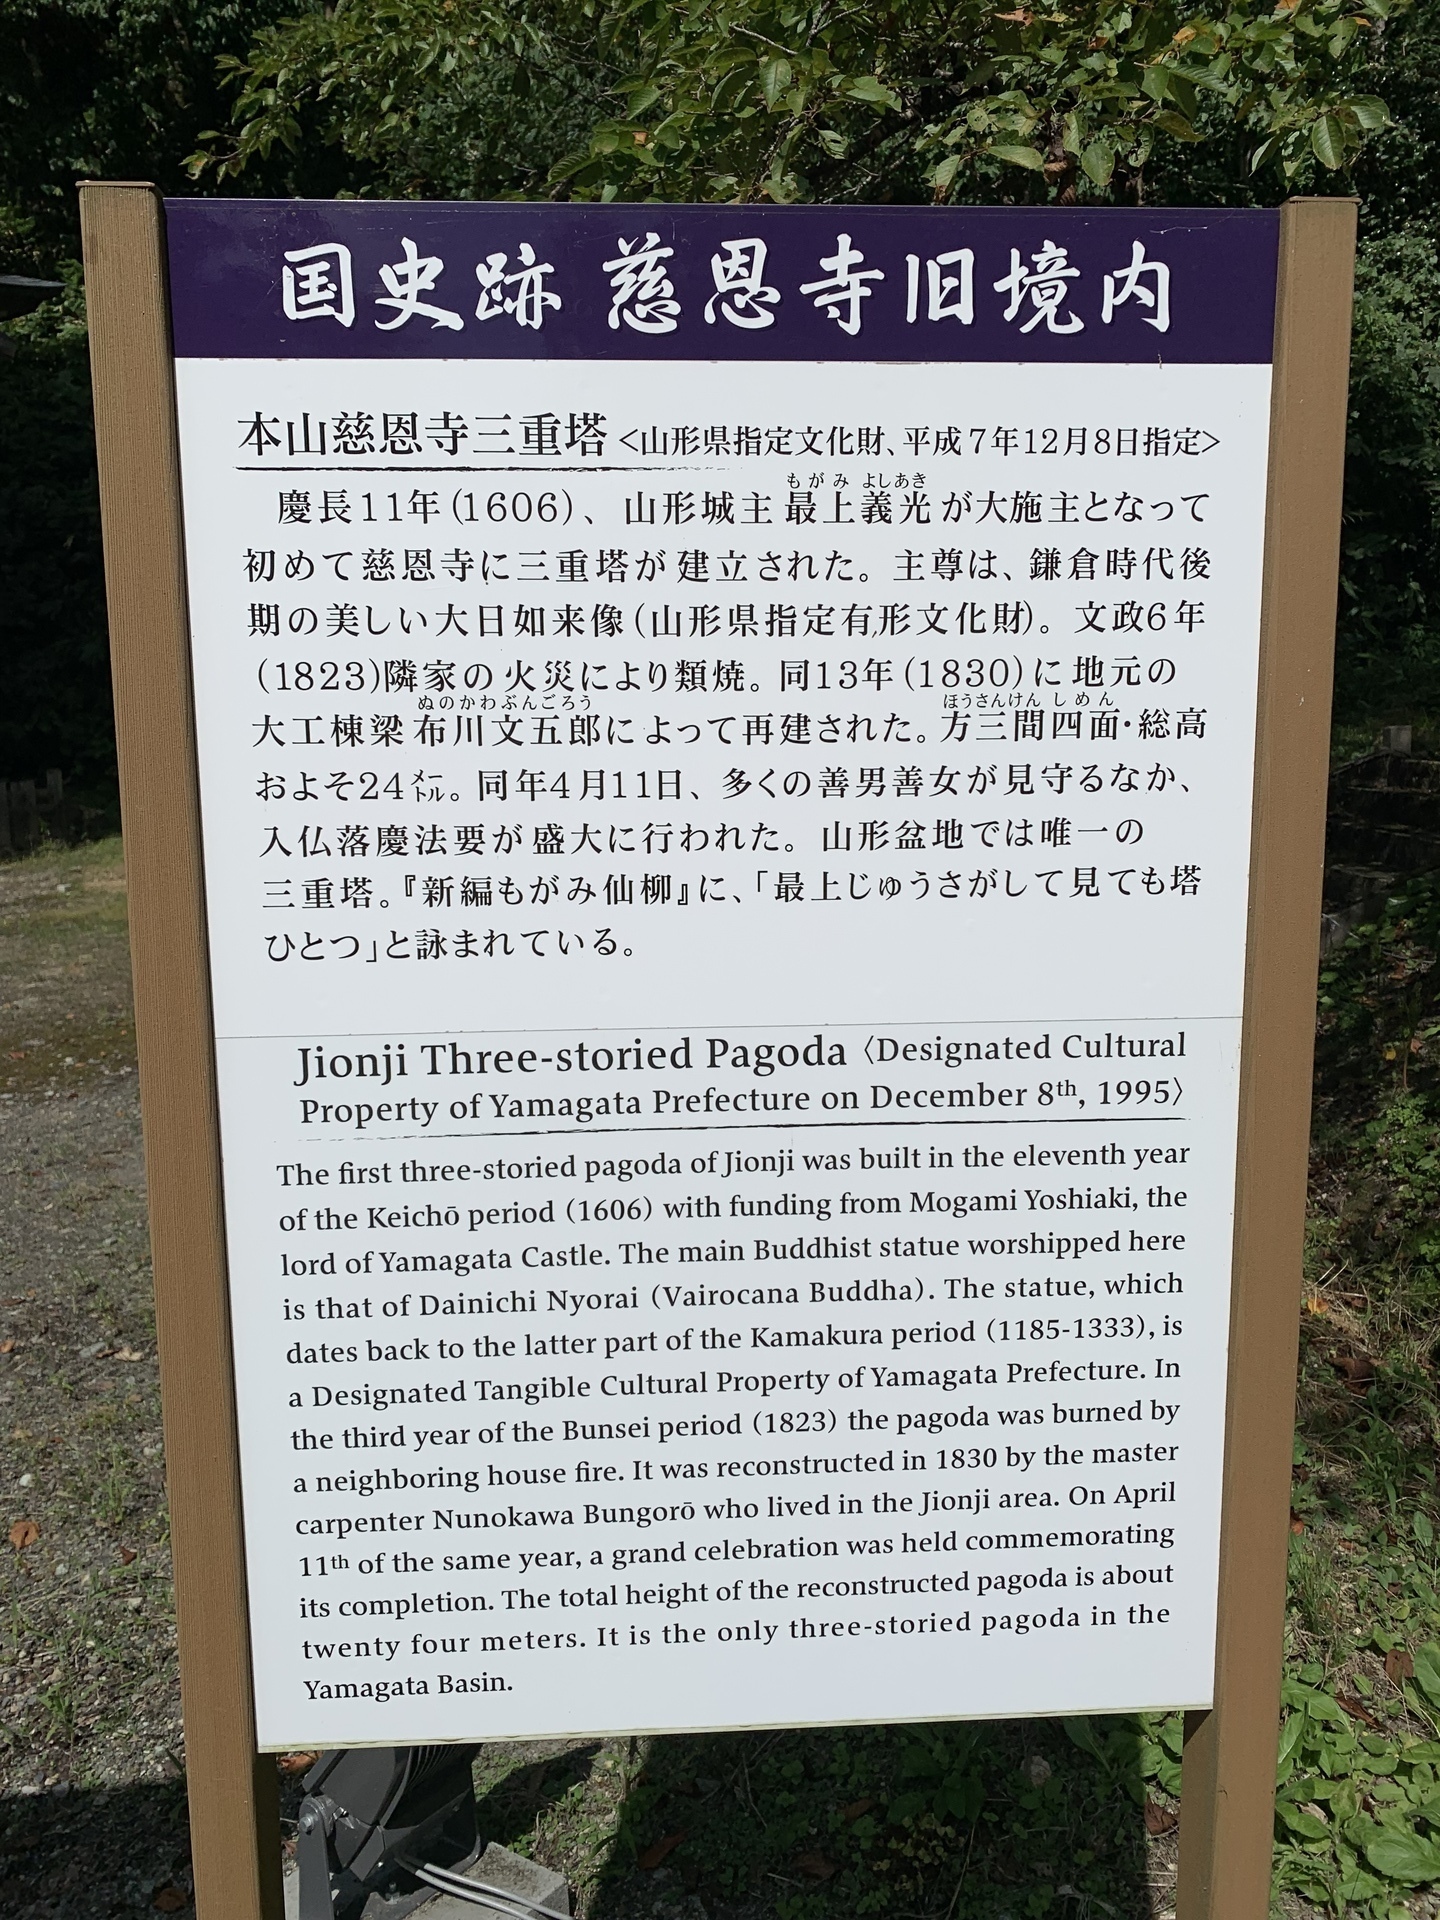 国史跡 慈恩寺旧境内
本山慈恩寺三重塔 <山形県指定文化財、平成7年12月8日指定>
もがみ よしあき
慶長11年(1606)、山形城主 最上義光が大施主となって
初めて慈恩寺に三重塔が建立された。主尊は、鎌倉時代後
期の美しい大日如来像(山形県指定有形文化財)。文政6年
(1823)隣家の火災により類焼。同13年(1830)に地元の
ぬのかわぶんごろう ほうさんけん しめん
大工棟梁 布川文五郎によって再建された。方三間四面・総高
およそ24メートル。同年4月11日、多くの善男善女が見守るなか、
入仏落慶法要が盛大に行われた。山形盆地では唯一の
三重塔。『新編もがみ仙柳』に、「最上じゅうさがして見ても塔
ひとつ」と詠まれている。
Jionji Three-storied Pagoda 〈Designated Cultural
Property of Yamagata Prefecture on December 8th, 1995〉
The first three-storied pagoda of Jionji was built in the eleventh year
of the Keichō period (1606) with funding from Mogami Yoshiaki, the
lord of Yamagata Castle. The main Buddhist statue worshipped here
is that of Dainichi Nyorai (Vairocana Buddha). The statue, which
dates back to the latter part of the Kamakura period (1185-1333), is
a Designated Tangible Cultural Property of Yamagata Prefecture. In
the third year of the Bunsei period (1823) the pagoda was burned by
a neighboring house fire. It was reconstructed in 1830 by the master
carpenter Nunokawa Bungorō who lived in the Jionji area. On April
11th of the same year, a grand celebration was held commemorating
its completion. The total height of the reconstructed pagoda is about
twenty four meters. It is the only three-storied pagoda in the
Yamagata Basin.